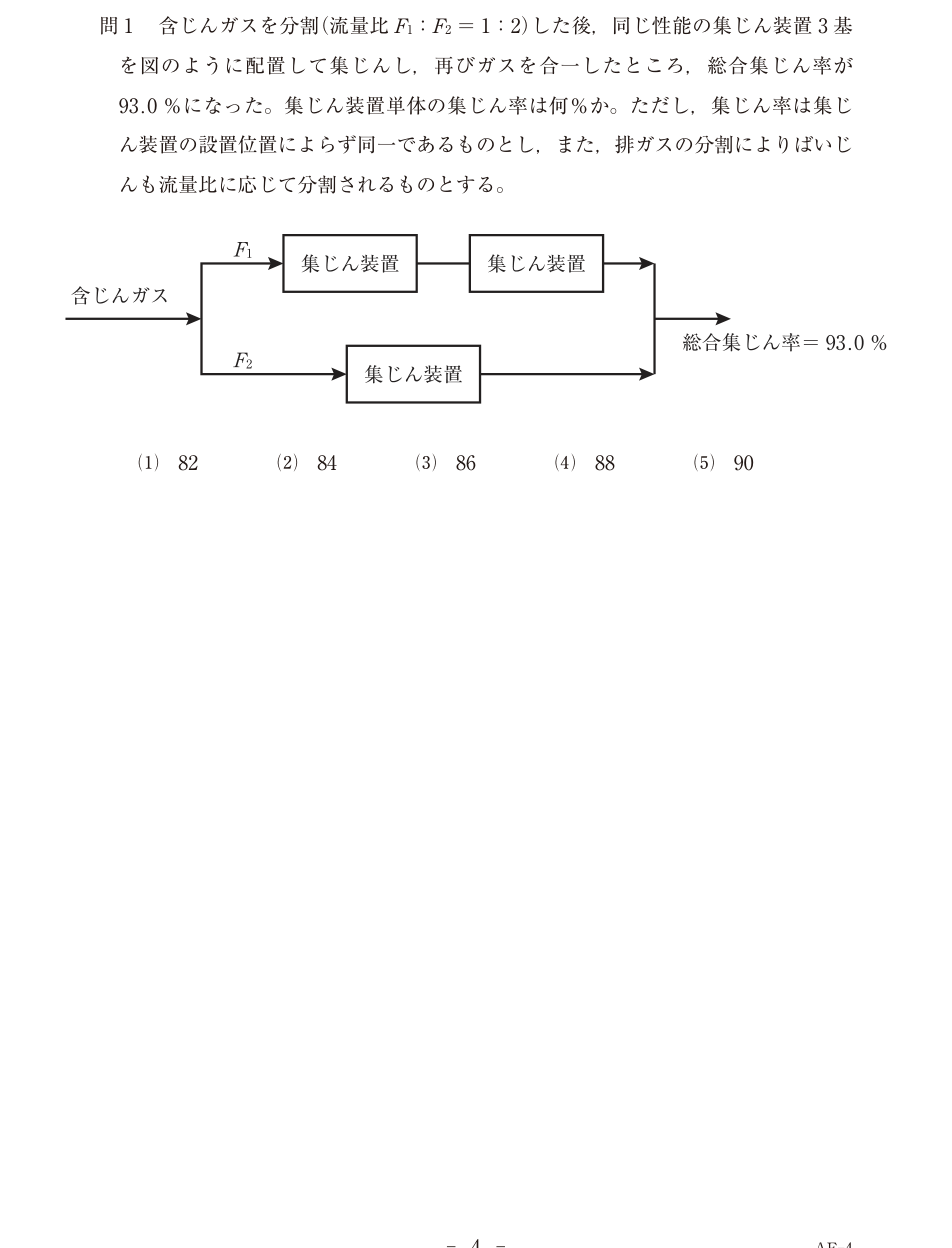 問 1　含じんガスを分割(流量比 F₁：F₂ = 1：2)した後，同じ性能の集じん装置 3 基
を図のように配置して集じんし，再びガスを合一したところ，総合集じん率が
93.0 %になった。集じん装置単体の集じん率は何%か。ただし，集じん率は集じ
ん装置の設置位置によらず同一であるものとし，また，排ガスの分割によりばいじ
んも流量比に応じて分割されるものとする。
F₁
集じん装置　集じん装置
含じんガス
総合集じん率＝ 93.0 %
F₂
集じん装置
(1)　82　(2)　84　(3)　86　(4)　88　(5)　90
– 4 –